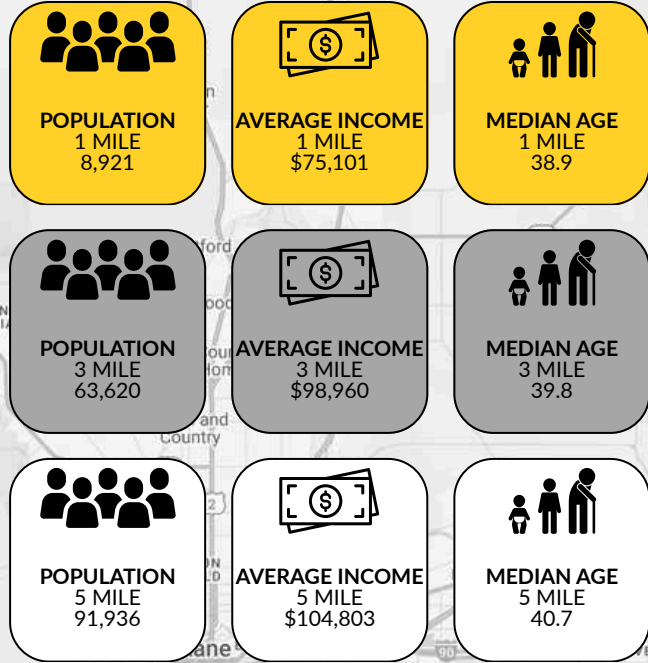 POPULATION
1 MILE
8,921
AVERAGE INCOME
1 MILE
$75,101
MEDIAN AGE
1 MILE
38.9
POPULATION
3 MILE
63,620
AVERAGE INCOME
3 MILE
$98,960
MEDIAN AGE
3 MILE
39.8
Country
POPULATION
5 MILE
91,936
AVERAGE INCOME
5 MILE
$104,803
MEDIAN AGE
5 MILE
40.7
90